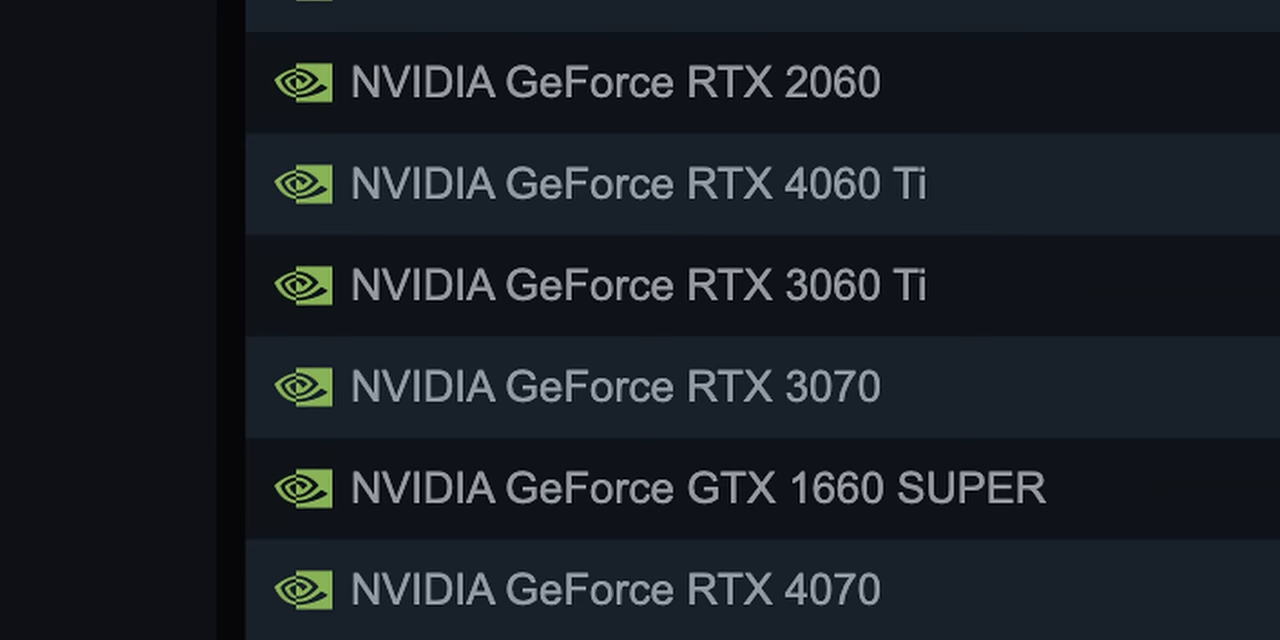 NVIDIA GeForce RTX 2060
NVIDIA GeForce RTX 4060 Ti
NVIDIA GeForce RTX 3060 Ti
NVIDIA GeForce RTX 3070
NVIDIA GeForce GTX 1660 SUPER
NVIDIA GeForce RTX 4070